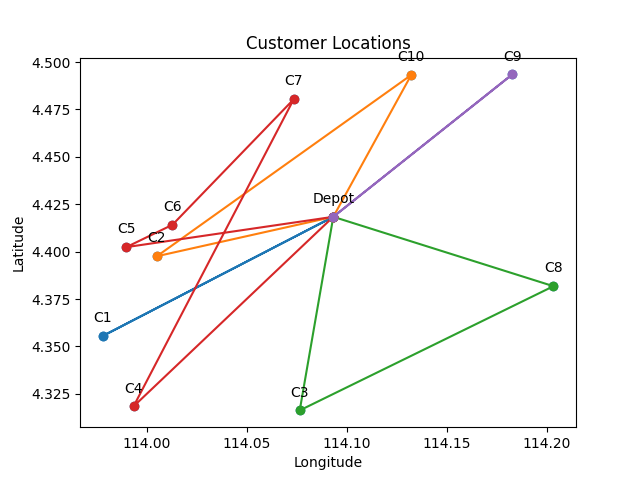 Customer Locations
4.500
4.475
4.450
4.425
4.400
4.375
4.350
4.325
Latitude
C10
C9
C7
Depot
C6
C5
C2
C8
C1
C4
C3
114.00
114.05
114.10
114.15
114.20
Longitude